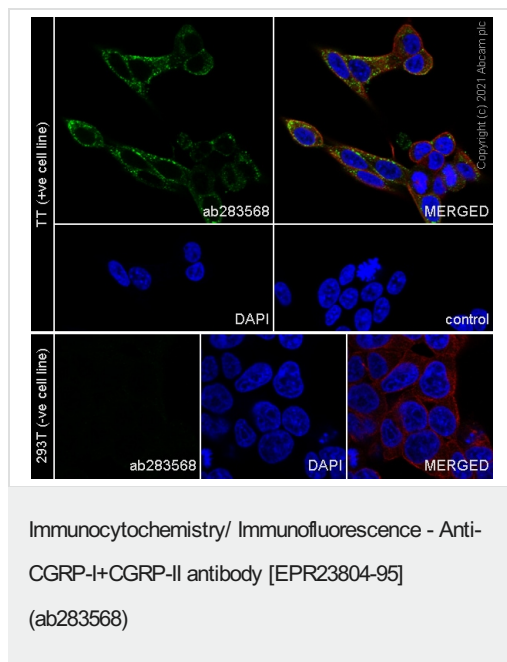 TT (+ve cell line)
Copyright (c) 2021 Abcam plc
ab283568
MERGED
DAPI
control
293T (-ve cell line)
ab283568
DAPI
MERGED
Immunocytochemistry/ Immunofluorescence - Anti-
CGRP-I+CGRP-II antibody [EPR23804-95]
(ab283568)